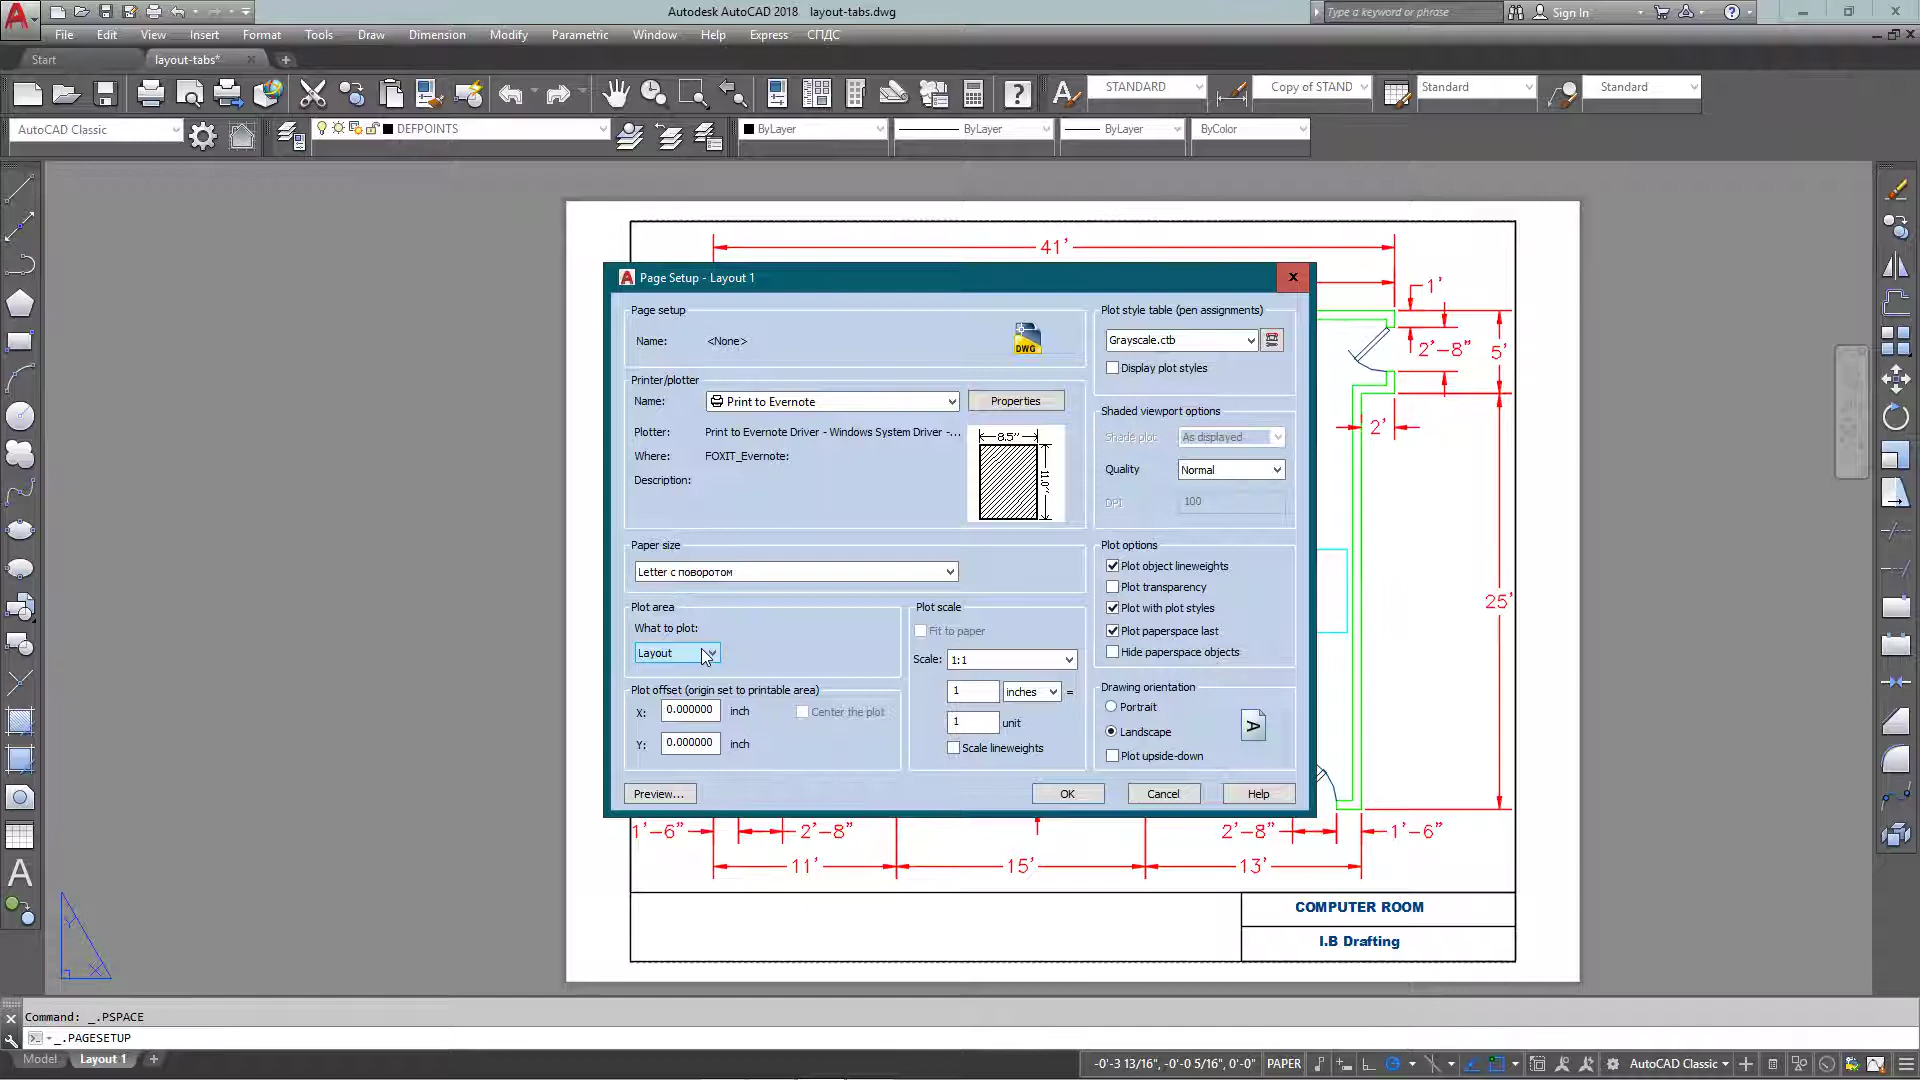 Autodesk AutoCAD 2018 layout-tabs.dwg
Type a keyword or phrase
Sign In
File Edit View Insert Format Tools Draw Dimension Modify Parametric Window Help Express СПДС
Start layout-tabs*
STANDARD Copy of STAND Standard Standard
AutoCAD Classic DEFPOINTS ByLayer ByLayer ByLayer ByColor
41'
Page Setup - Layout 1
Page setup
Name: <None>
DWG
Printer/plotter
Name: Print to Evernote Properties
Plotter: Print to Evernote Driver - Windows System Driver -...
Where: FOXIT_Evernote:
Description:
8.5''
11.0''
Paper size
Letter с поворотом
Plot area
What to plot:
Layout
Plot offset (origin set to printable area)
X: 0.000000 inch Center the plot
Y: 0.000000 inch
Plot scale
Fit to paper
Scale: 1:1
1 inches =
1 unit
Scale lineweights
Plot style table (pen assignments)
Grayscale.ctb
Display plot styles
Shaded viewport options
Shade plot As displayed
Quality Normal
DPI 100
Plot options
Plot object lineweights
Plot transparency
Plot with plot styles
Plot paperspace last
Hide paperspace objects
Drawing orientation
Portrait
Landscape
Plot upside-down
A
Preview... OK Cancel Help
1'
2'-8"
5'
2'
25'
1'-6" 2'-8" 2'-8" 1'-6"
11' 15' 13'
COMPUTER ROOM
I.B Drafting
Y
X
Command: _.PSPACE
_.PAGESETUP
Model Layout 1
-0'-3 13/16", -0'-0 5/16", 0'-0" PAPER AutoCAD Classic